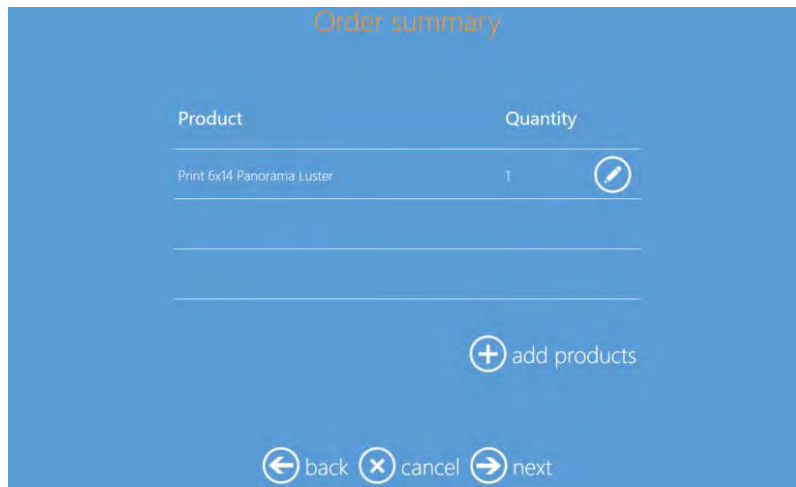 Order summary
Product Quantity
Print 6x14 Panorama Luster 1
add products
back cancel next